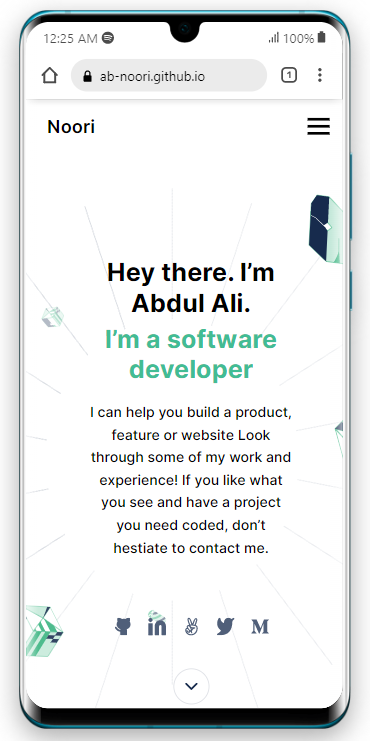 12:25 AM 100%
ab-noori.github.io 1
Noori
Hey there. I’m
Abdul Ali.
I’m a software
developer
I can help you build a product,
feature or website Look
through some of my work and
experience! If you like what
you see and have a project
you need coded, don’t
hestiate to contact me.
in M